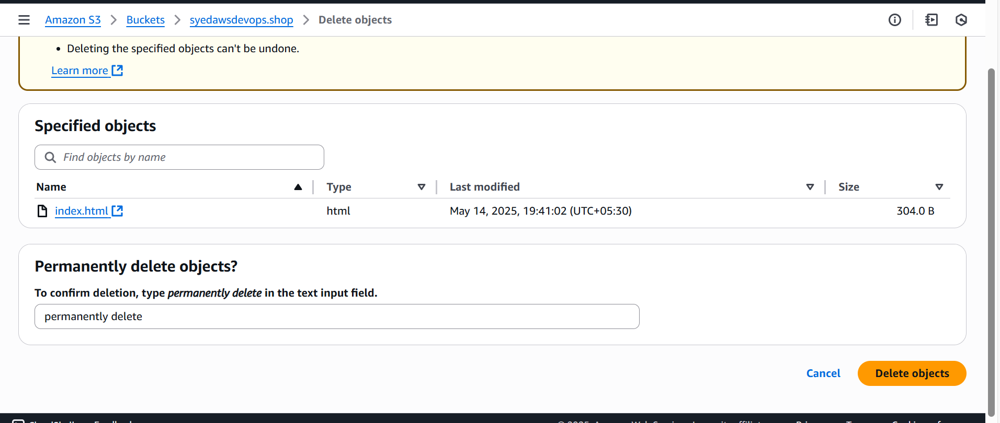 Amazon S3 > Buckets > syedawsdevops.shop > Delete objects
• Deleting the specified objects can't be undone.
Learn more
Specified objects
Find objects by name
Name Type Last modified Size
index.html html May 14, 2025, 19:41:02 (UTC+05:30) 304.0 B
Permanently delete objects?
To confirm deletion, type permanently delete in the text input field.
permanently delete
Cancel Delete objects